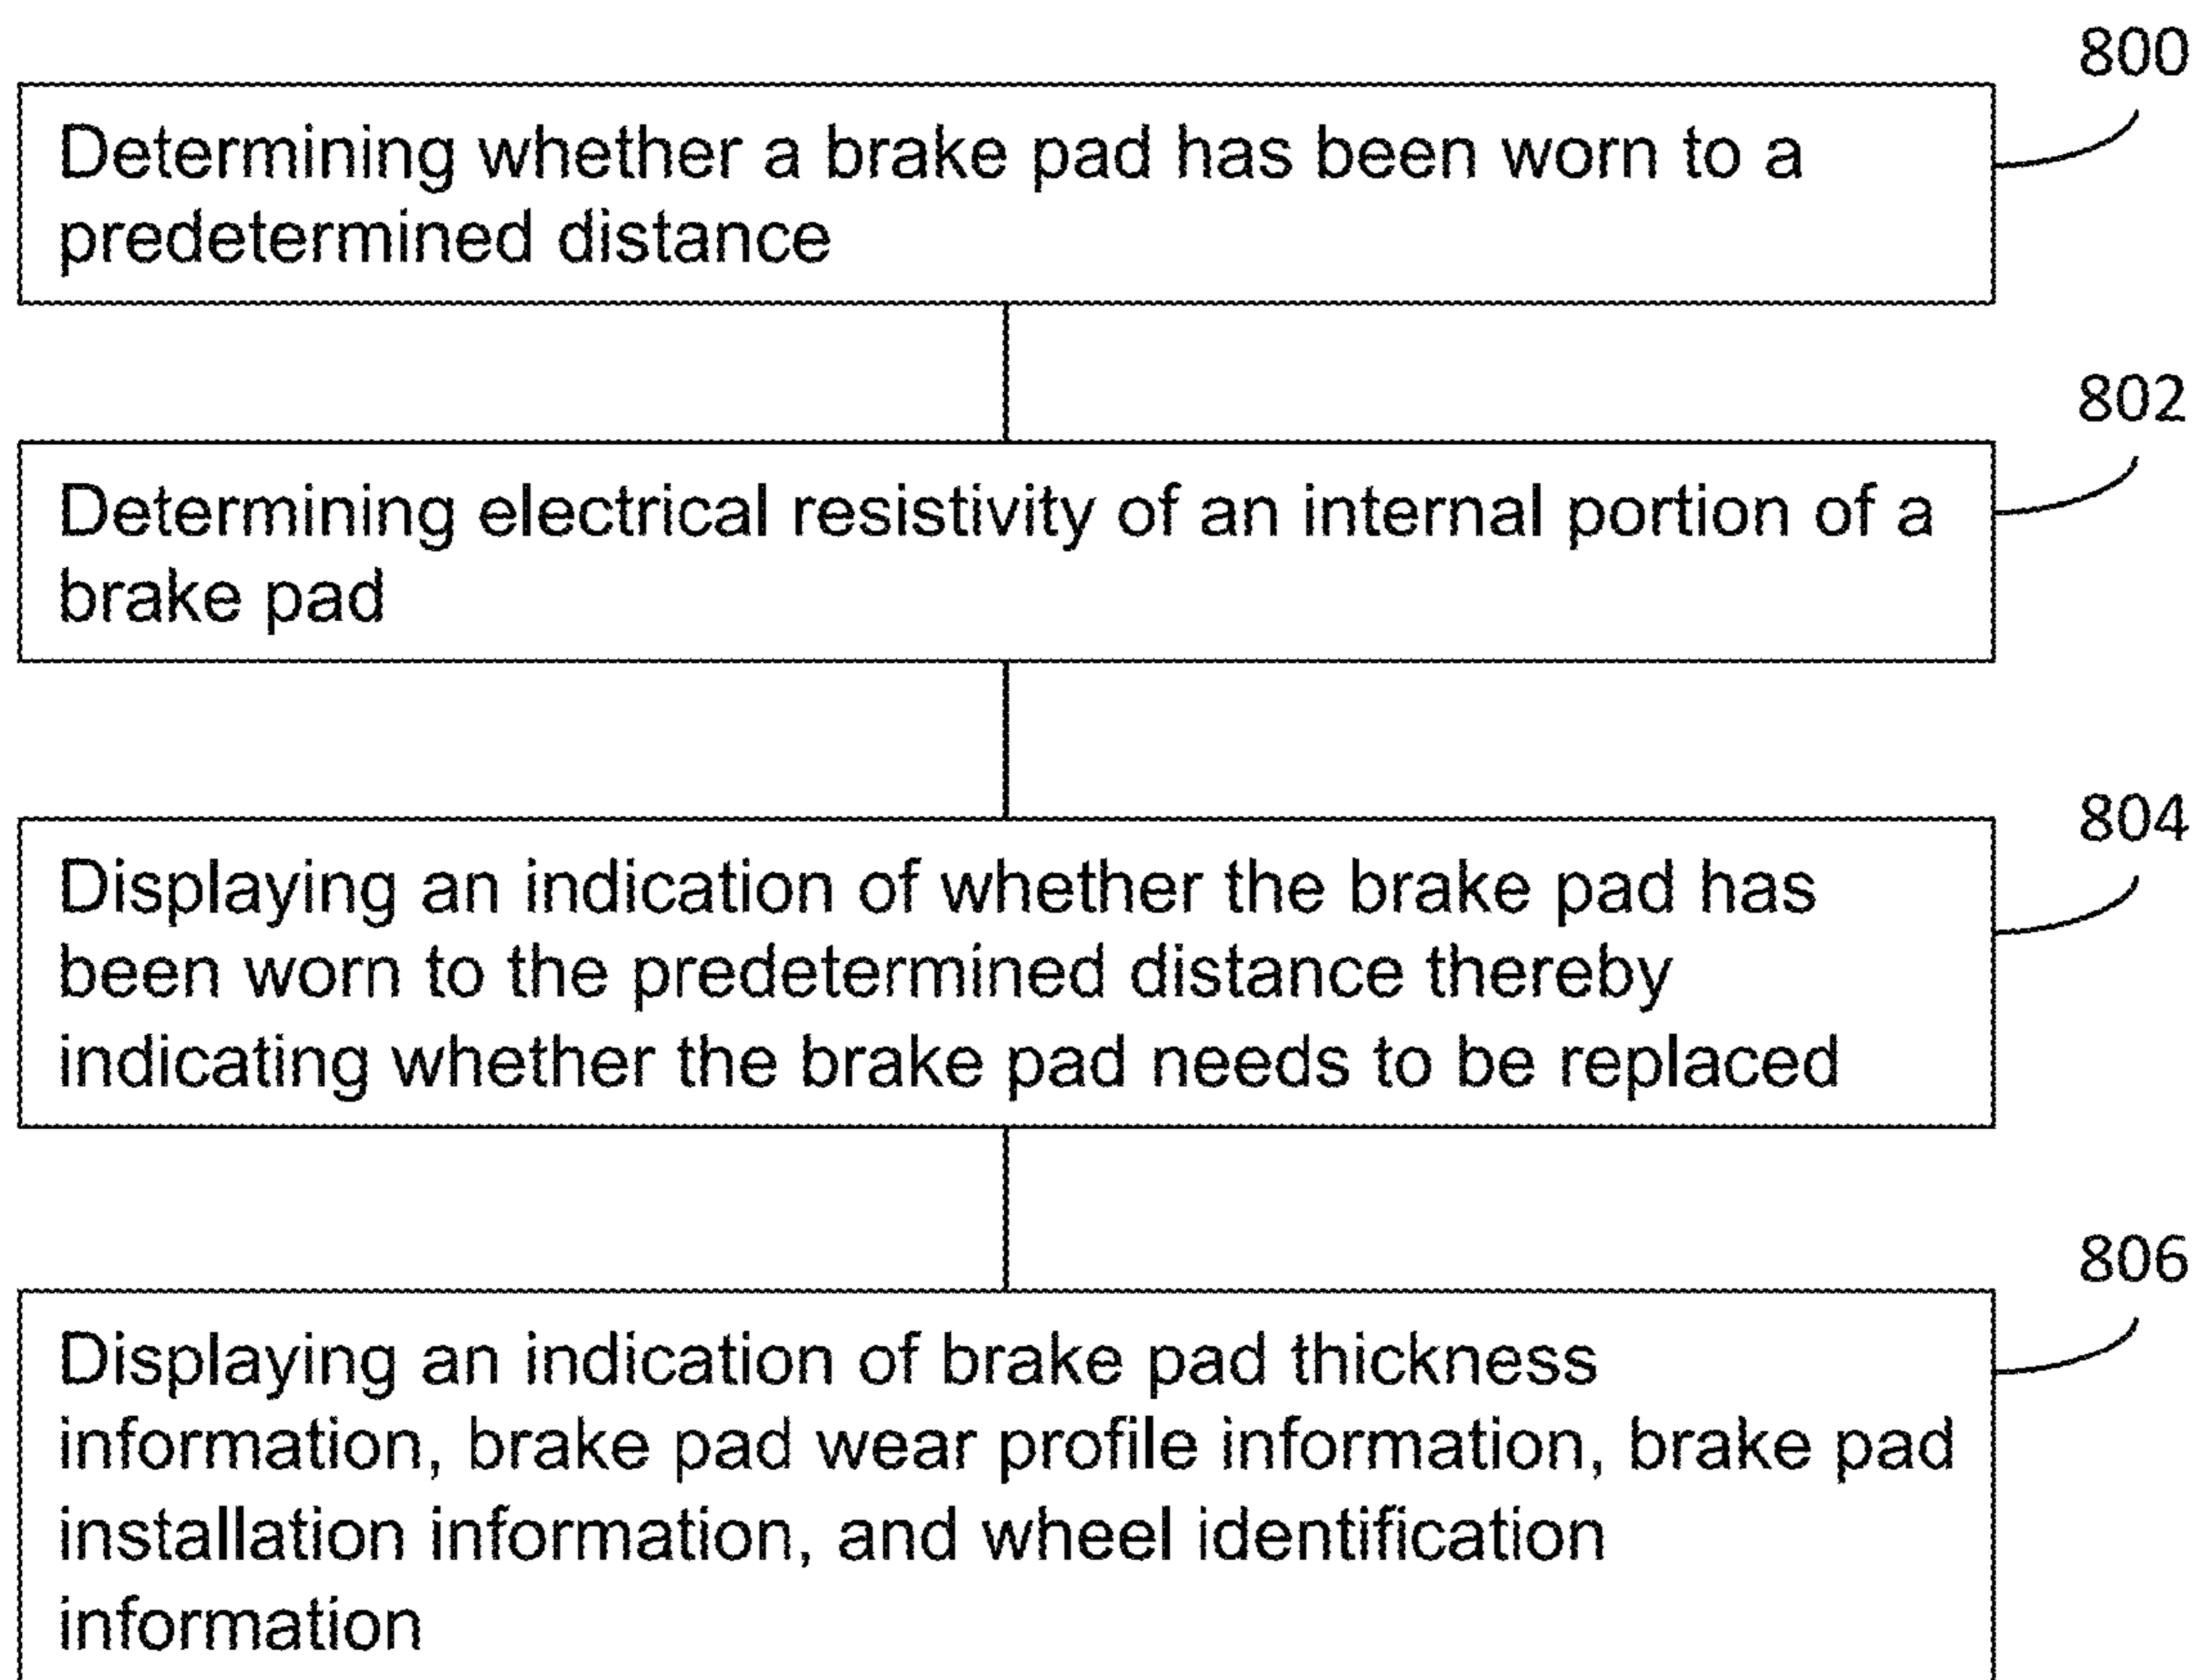 800
Determining whether a brake pad has been worn to a
predetermined distance
802
Determining electrical resistivity of an internal portion of a
brake pad
804
Displaying an indication of whether the brake pad has
been worn to the predetermined distance thereby
indicating whether the brake pad needs to be replaced
806
Displaying an indication of brake pad thickness
information, brake pad wear profile information, brake pad
installation information, and wheel identification
information